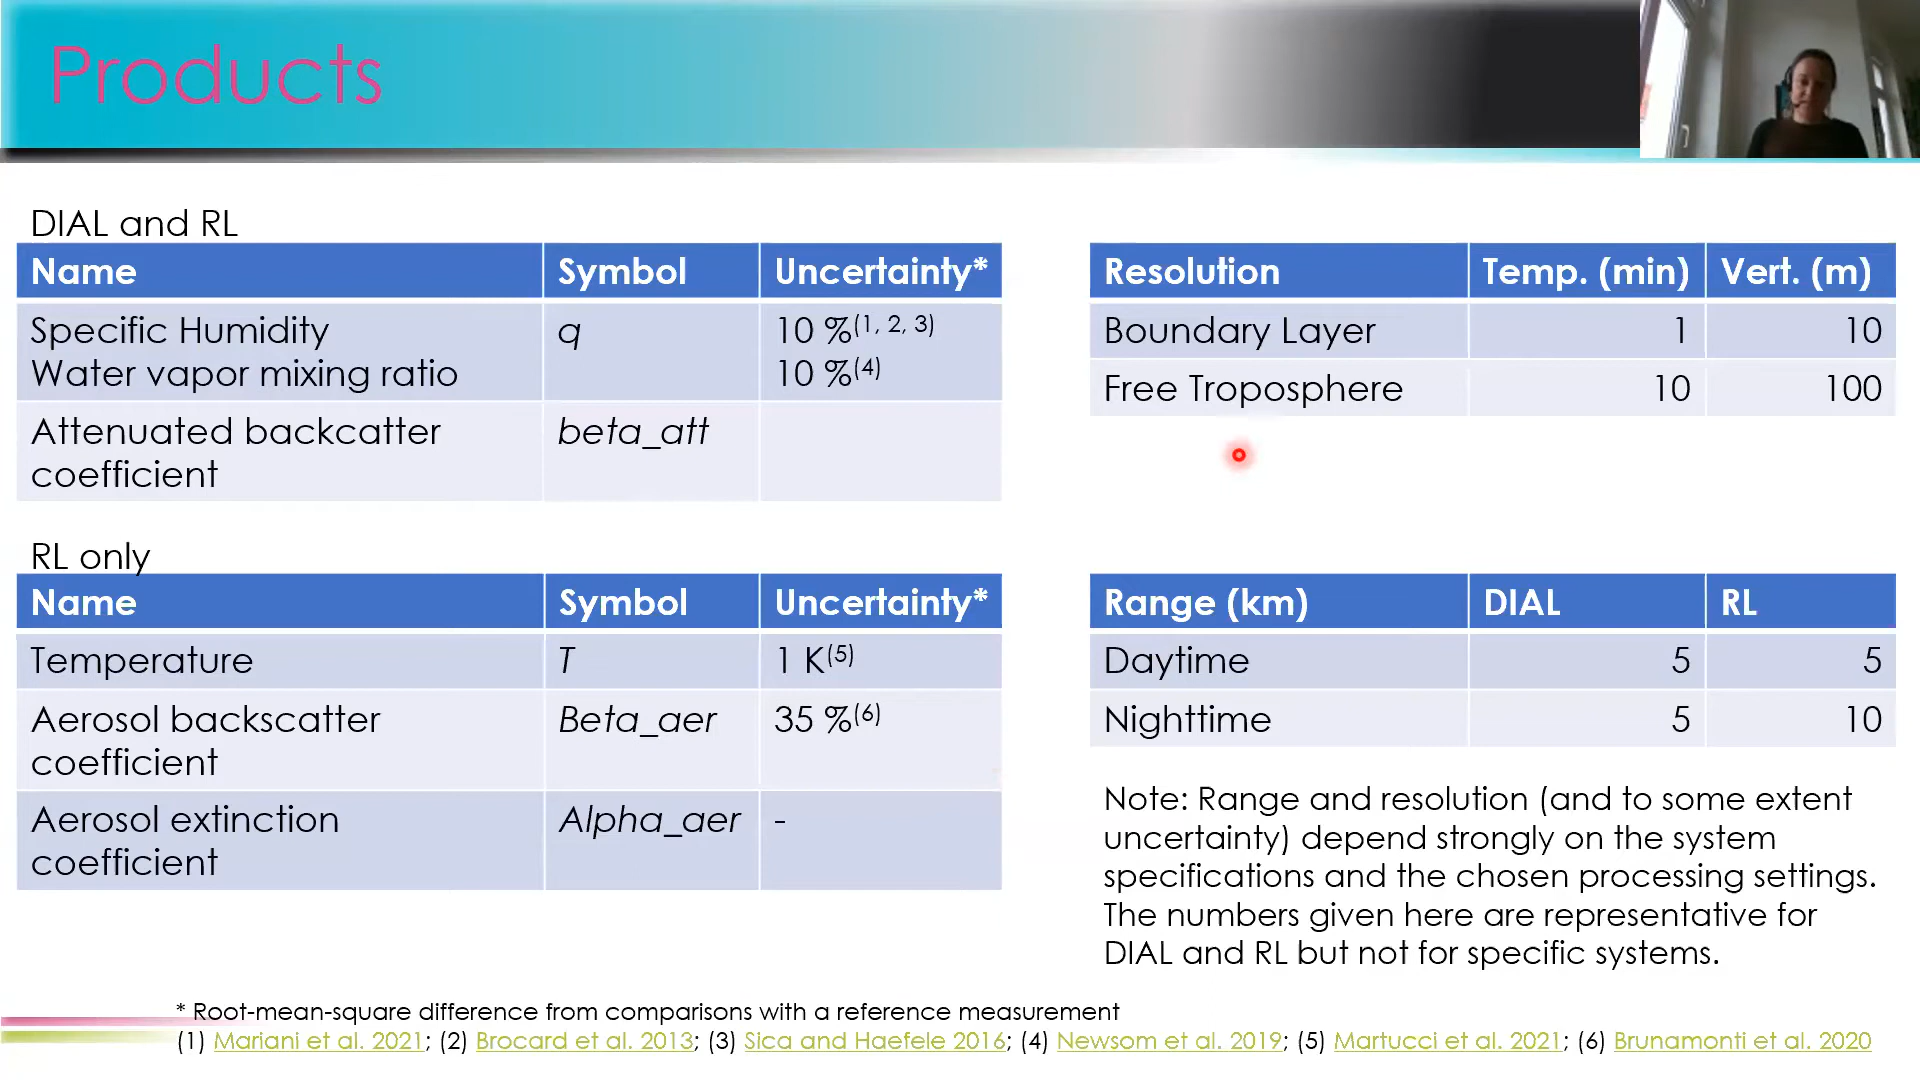 Products
DIAL and RL
Name Symbol Uncertainty*
Specific Humidity q 10 %(1, 2, 3)
Water vapor mixing ratio 10 %(4)
Attenuated backcatter beta_att
coefficient
RL only
Name Symbol Uncertainty*
Temperature T 1 K(5)
Aerosol backscatter Beta_aer 35 %(6)
coefficient
Aerosol extinction Alpha_aer -
coefficient
Resolution Temp. (min) Vert. (m)
Boundary Layer 1 10
Free Troposphere 10 100
Range (km) DIAL RL
Daytime 5 5
Nighttime 5 10
Note: Range and resolution (and to some extent
uncertainty) depend strongly on the system
specifications and the chosen processing settings.
The numbers given here are representative for
DIAL and RL but not for specific systems.
* Root-mean-square difference from comparisons with a reference measurement
(1) Mariani et al. 2021; (2) Brocard et al. 2013; (3) Sica and Haefele 2016; (4) Newsom et al. 2019; (5) Martucci et al. 2021; (6) Brunamonti et al. 2020